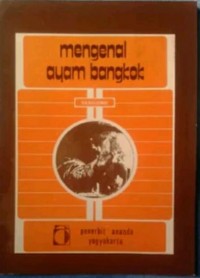 mengenal
ayam bangkok
penerbit ananda
yogyakarta